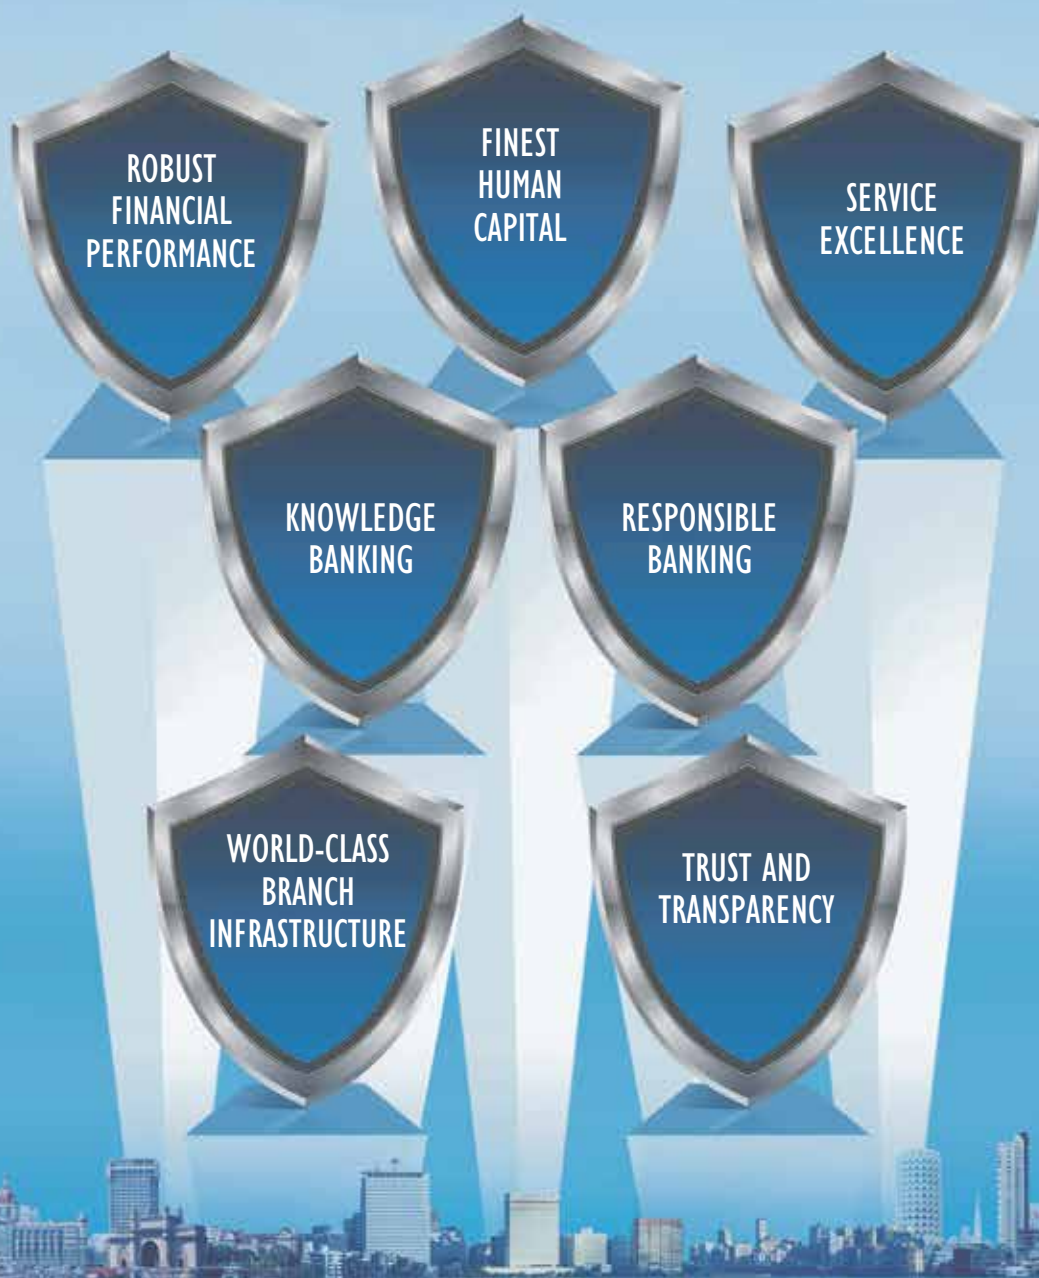 ROBUST
FINANCIAL
PERFORMANCE
FINEST
HUMAN
CAPITAL
SERVICE
EXCELLENCE
KNOWLEDGE
BANKING
RESPONSIBLE
BANKING
WORLD-CLASS
BRANCH
INFRASTRUCTURE
TRUST AND
TRANSPARENCY